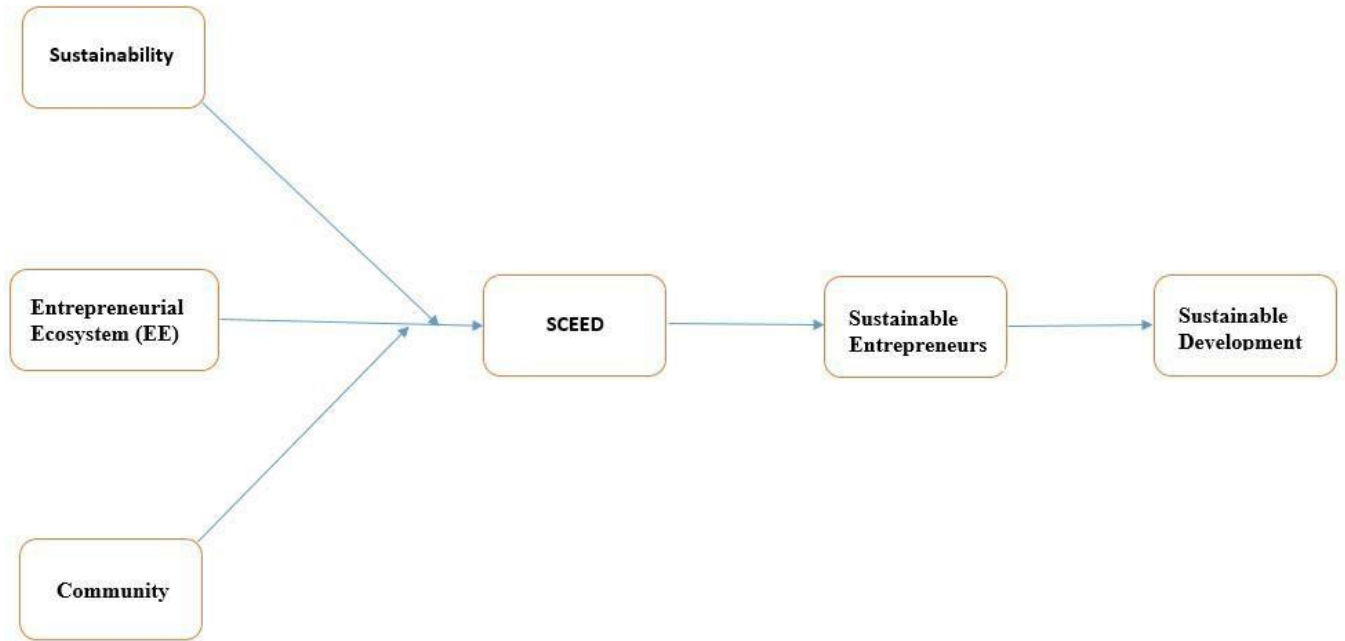 Sustainability
Entrepreneurial
Ecosystem (EE)
SCEED
Sustainable
Entrepreneurs
Sustainable
Development
Community